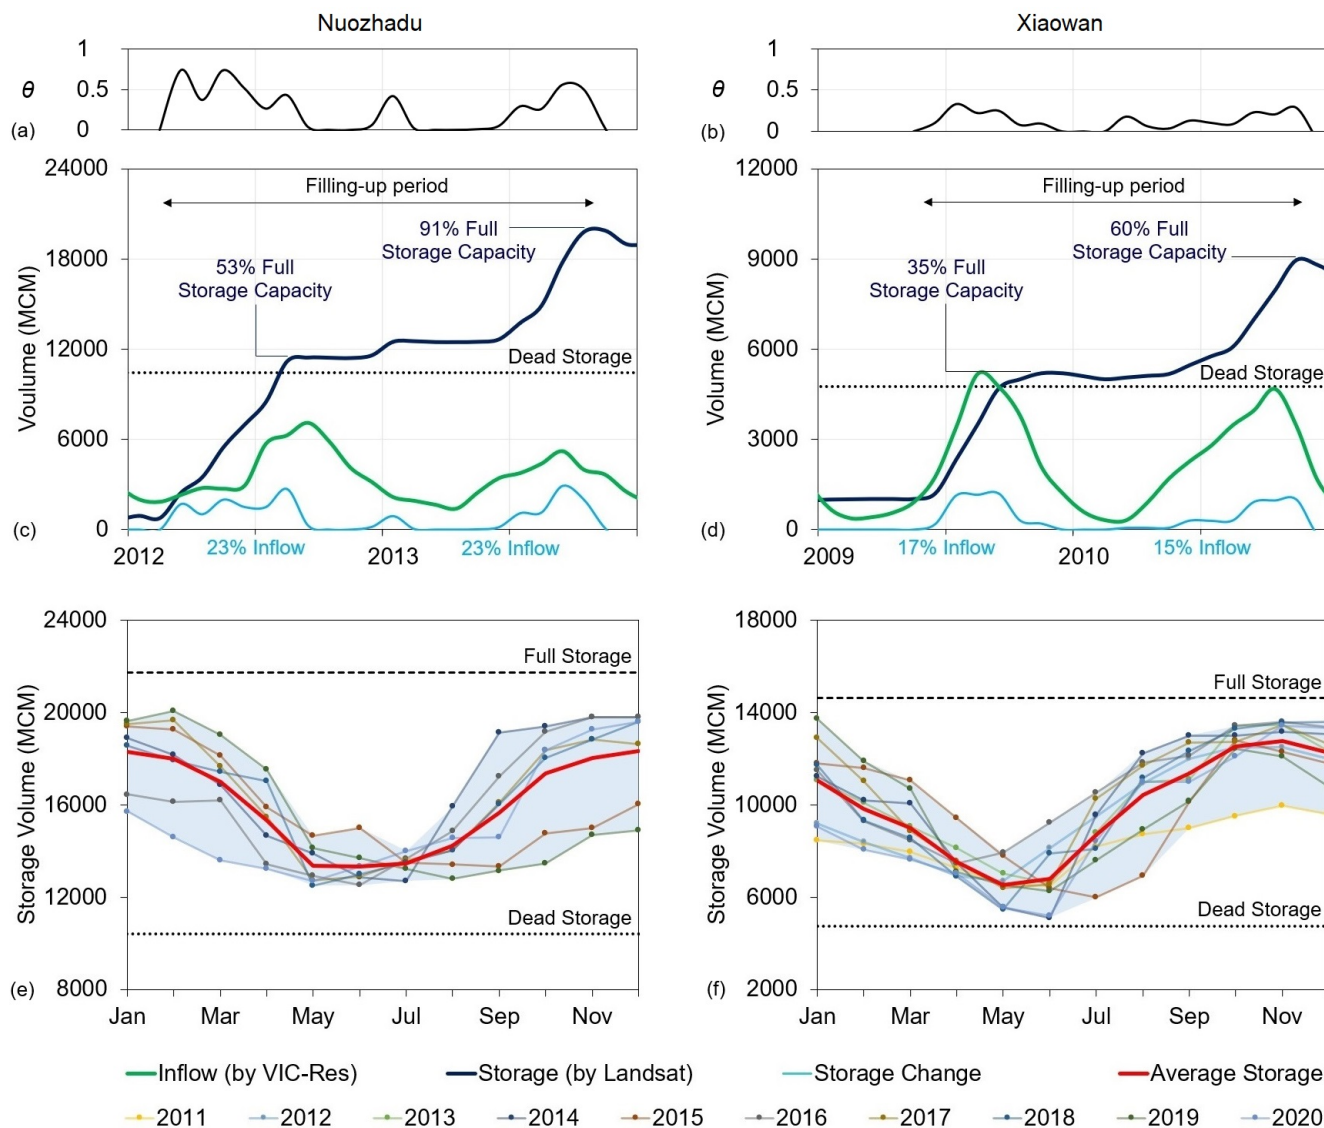 Nuozhadu
Xiaowan
1
θ
0.5
(a)
0
1
θ
0.5
(b)
0
24000
18000
12000
6000
0
Voulume (MCM)
Filling-up period
91% Full
Storage Capacity
53% Full
Storage Capacity
Dead Storage
(c)
23% Inflow
23% Inflow
2012
2013
12000
9000
6000
3000
0
Volume (MCM)
Filling-up period
60% Full
Storage Capacity
35% Full
Storage Capacity
Dead Storage
(d)
17% Inflow
15% Inflow
2009
2010
24000
20000
16000
12000
8000
Storage Volume (MCM)
Full Storage
Dead Storage
(e)
Jan Mar May Jul Sep Nov
18000
14000
10000
6000
2000
Storage Volume (MCM)
Full Storage
Dead Storage
(f)
Jan Mar May Jul Sep Nov
Inflow (by VIC-Res) Storage (by Landsat) Storage Change Average Storage
2011 2012 2013 2014 2015 2016 2017 2018 2019 2020